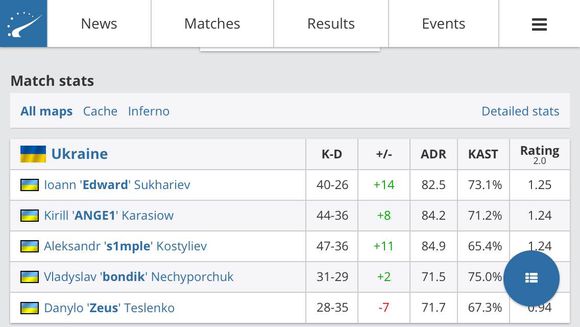 News Matches Results Events
Match stats
All maps Cache Inferno Detailed stats
Ukraine K-D +/- ADR KAST Rating 2.0
Ioann 'Edward' Sukhariev 40-26 +14 82.5 73.1% 1.25
Kirill 'ANGE1' Karasiow 44-36 +8 84.2 71.2% 1.24
Aleksandr 's1mple' Kostyliev 47-36 +11 84.9 65.4% 1.24
Vladyslav 'bondik' Nechyporchuk 31-29 +2 71.5 75.0%
Danylo 'Zeus' Teslenko 28-35 -7 71.7 67.3% 0.94